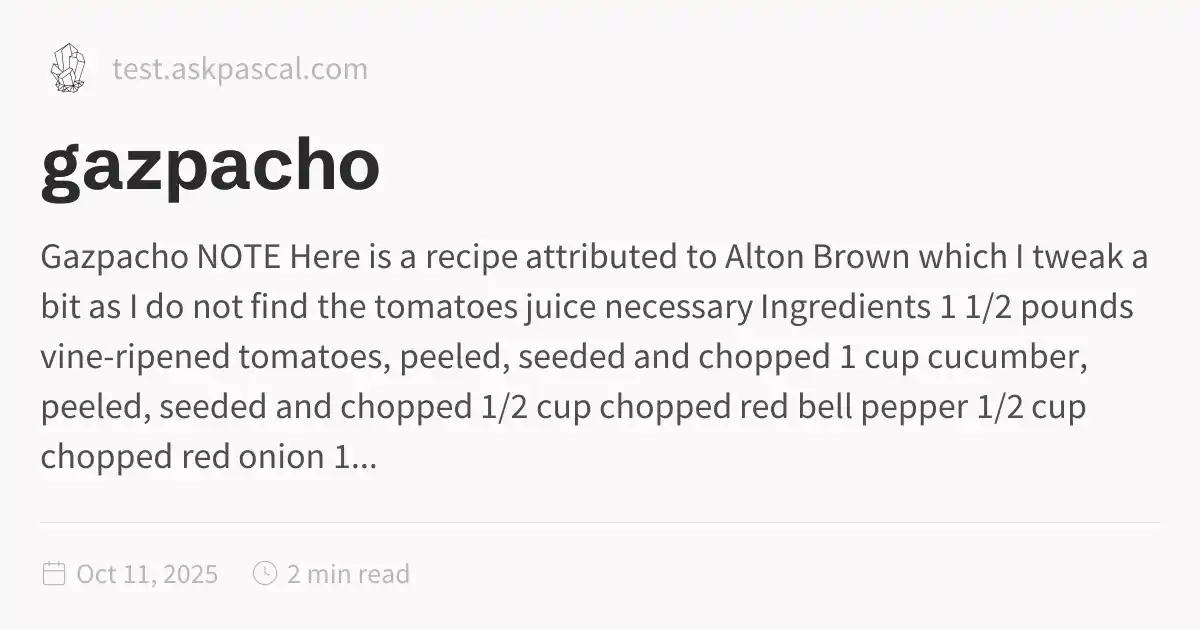 test.askpascal.com
gazpacho
Gazpacho NOTE Here is a recipe attributed to Alton Brown which I tweak a
bit as I do not find the tomatoes juice necessary Ingredients 1 1/2 pounds
vine-ripened tomatoes, peeled, seeded and chopped 1 cup cucumber,
peeled, seeded and chopped 1/2 cup chopped red bell pepper 1/2 cup
chopped red onion 1...
Oct 11, 2025 2 min read